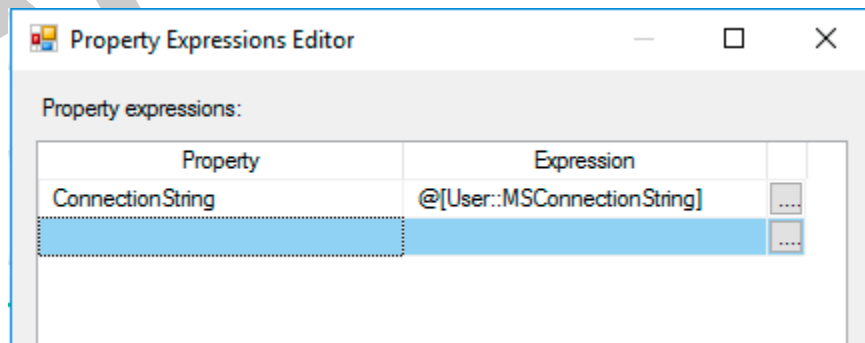 Property Expressions Editor
Property expressions:
Property Expression
ConnectionString @[User::MSConnectionString] ....
....